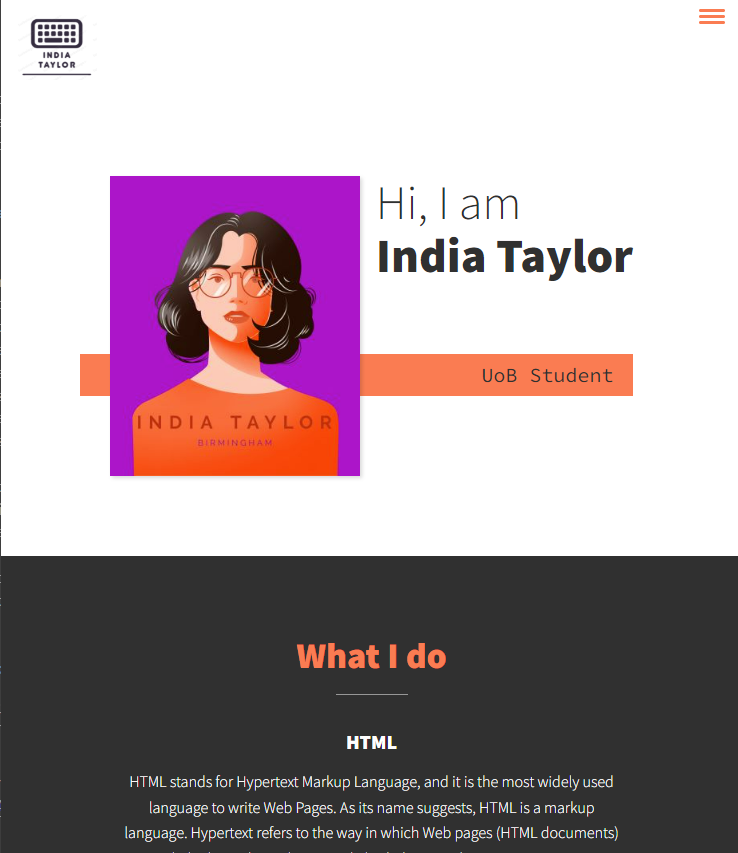 INDIA
TAYLOR
Hi, I am
India Taylor
UoB Student
INDIA TAYLOR
BIRMINGHAM
What I do
HTML
HTML stands for Hypertext Markup Language, and it is the most widely used
language to write Web Pages. As its name suggests, HTML is a markup
language. Hypertext refers to the way in which Web pages (HTML documents)